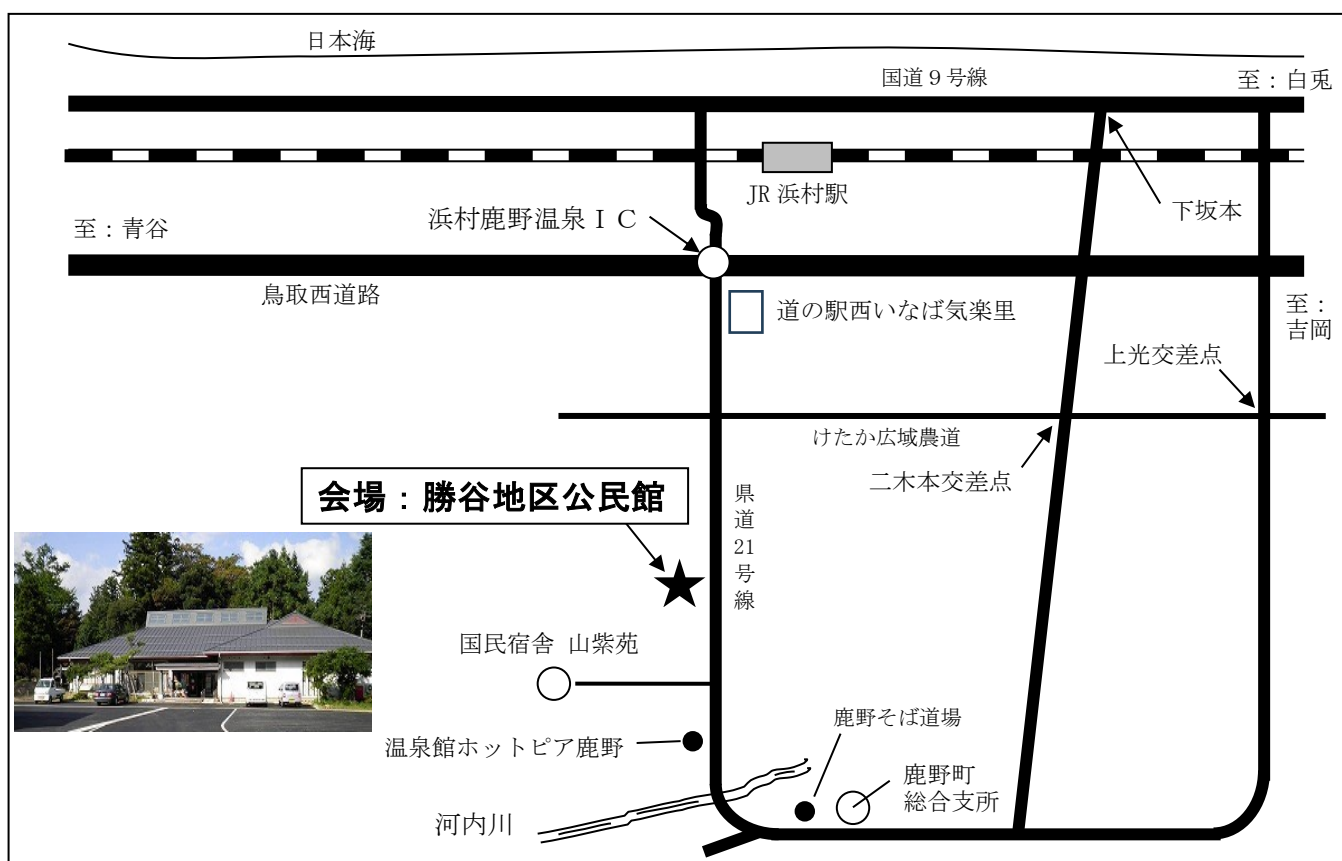 日本海
国道９号線
至：白兎
JR 浜村駅
下坂本
至：青谷
浜村鹿野温泉ＩＣ
鳥取西道路
道の駅西いなば気楽里
至：
吉岡
上光交差点
けたか広域農道
二木本交差点
会場：勝谷地区公民館
県
道
21
号
線
国民宿舎 山紫苑
鹿野そば道場
温泉館ホットピア鹿野
鹿野町
総合支所
河内川